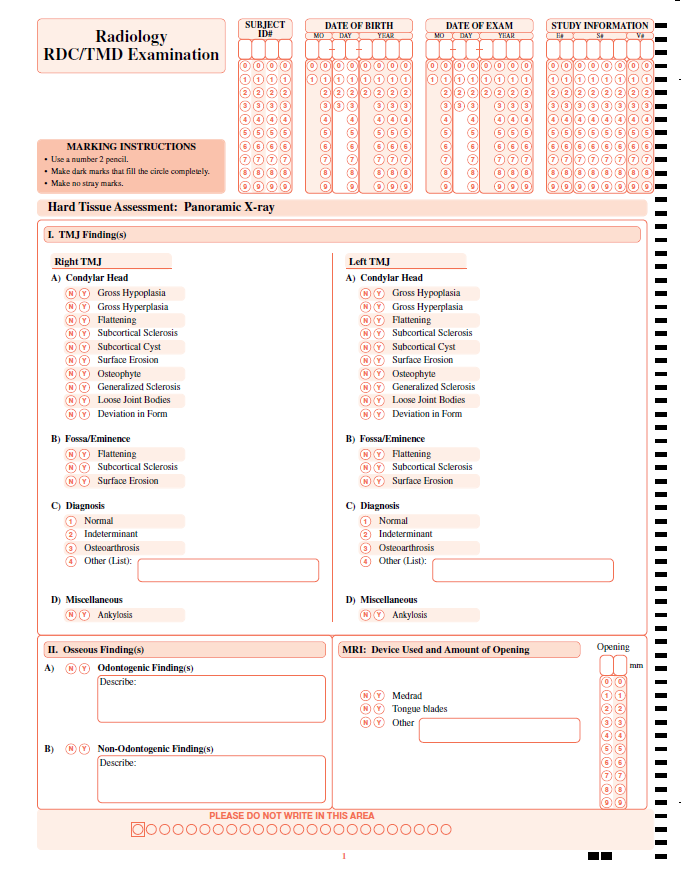 Radiology
RDC/TMD Examination
SUBJECT
ID#
DATE OF BIRTH
MO DAY YEAR
DATE OF EXAM
MO DAY YEAR
STUDY INFORMATION
E# S# V#
0 0 0 0 0 0 0 0 0 0 0 0 0 0 0 0 0 0 0 0 0 0 0 0 0 0 0 0
1 1 1 1 1 1 1 1 1 1 1 1 1 1 1 1 1 1 1 1 1 1 1 1 1 1 1 1
2 2 2 2 2 2 2 2 2 2 2 2 2 2 2 2 2 2 2 2 2 2 2 2 2 2
3 3 3 3 3 3 3 3 3 3 3 3 3 3 3 3 3 3 3 3 3 3 3 3
4 4 4 4 4 4 4 4 4 4 4 4 4 4 4 4 4 4 4 4
5 5 5 5 5 5 5 5 5 5 5 5 5 5 5 5 5 5 5 5
6 6 6 6 6 6 6 6 6 6 6 6 6 6 6 6 6 6 6 6
7 7 7 7 7 7 7 7 7 7 7 7 7 7 7 7 7 7 7 7
8 8 8 8 8 8 8 8 8 8 8 8 8 8 8 8 8 8 8 8
9 9 9 9 9 9 9 9 9 9 9 9 9 9 9 9 9 9 9 9
MARKING INSTRUCTIONS
• Use a number 2 pencil.
• Make dark marks that fill the circle completely.
• Make no stray marks.
Hard Tissue Assessment: Panoramic X-ray
I. TMJ Finding(s)
Right TMJ
A) Condylar Head
N Y Gross Hypoplasia
N Y Gross Hyperplasia
N Y Flattening
N Y Subcortical Sclerosis
N Y Subcortical Cyst
N Y Surface Erosion
N Y Osteophyte
N Y Generalized Sclerosis
N Y Loose Joint Bodies
N Y Deviation in Form
B) Fossa/Eminence
N Y Flattening
N Y Subcortical Sclerosis
N Y Surface Erosion
C) Diagnosis
1 Normal
2 Indeterminant
3 Osteoarthrosis
4 Other (List):
D) Miscellaneous
N Y Ankylosis
Left TMJ
A) Condylar Head
N Y Gross Hypoplasia
N Y Gross Hyperplasia
N Y Flattening
N Y Subcortical Sclerosis
N Y Subcortical Cyst
N Y Surface Erosion
N Y Osteophyte
N Y Generalized Sclerosis
N Y Loose Joint Bodies
N Y Deviation in Form
B) Fossa/Eminence
N Y Flattening
N Y Subcortical Sclerosis
N Y Surface Erosion
C) Diagnosis
1 Normal
2 Indeterminant
3 Osteoarthrosis
4 Other (List):
D) Miscellaneous
N Y Ankylosis
II. Osseous Finding(s)
A) N Y Odontogenic Finding(s)
Describe:
B) N Y Non-Odontogenic Finding(s)
Describe:
MRI: Device Used and Amount of Opening
N Y Medrad
N Y Tongue blades
N Y Other
Opening
mm
0 0
1 1
2 2
3 3
4 4
5 5
6 6
7 7
8 8
9 9
PLEASE DO NOT WRITE IN THIS AREA
1